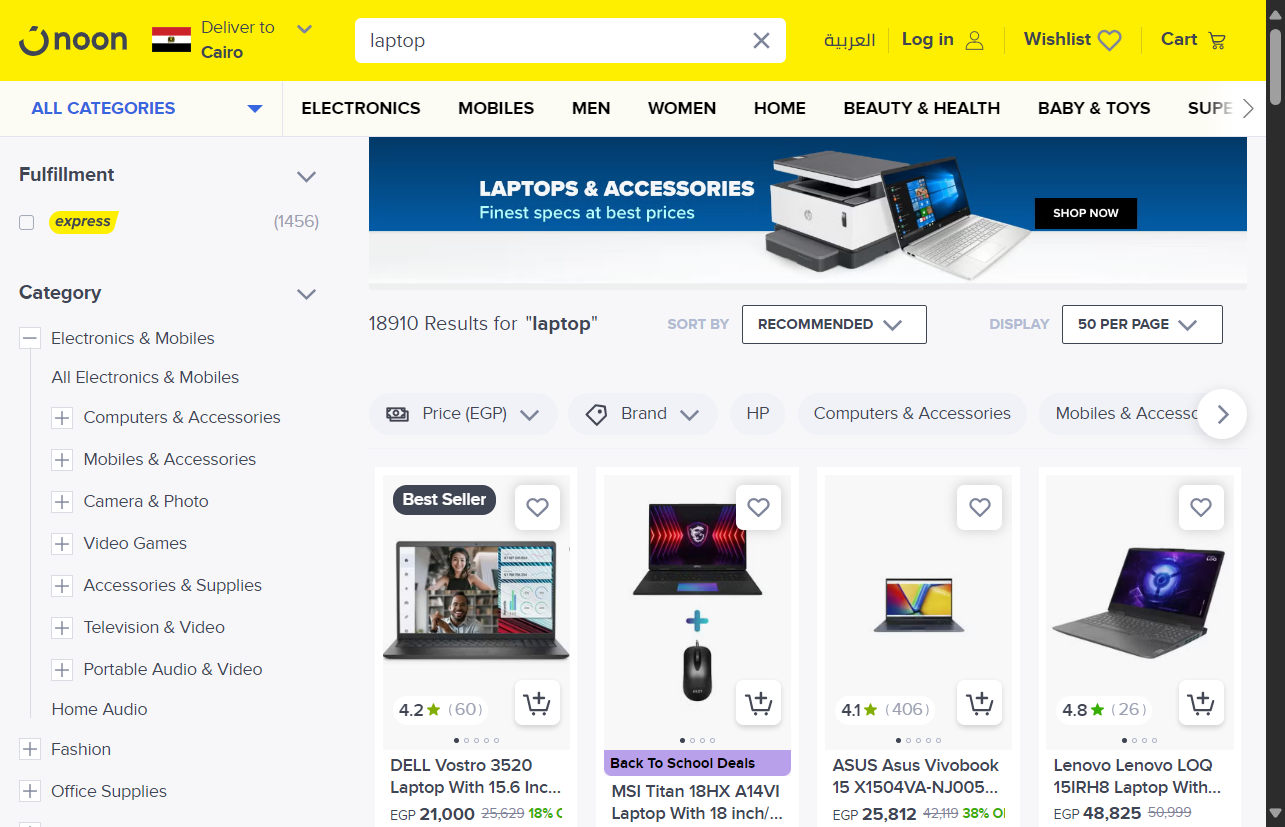 noon
Deliver to
Cairo
laptop
العربية
Log in
Wishlist
Cart
ALL CATEGORIES
ELECTRONICS
MOBILES
MEN
WOMEN
HOME
BEAUTY & HEALTH
BABY & TOYS
SUPE
Fulfillment
express
(1456)
Category
Electronics & Mobiles
All Electronics & Mobiles
Computers & Accessories
Mobiles & Accessories
Camera & Photo
Video Games
Accessories & Supplies
Television & Video
Portable Audio & Video
Home Audio
Fashion
Office Supplies
LAPTOPS & ACCESSORIES
Finest specs at best prices
SHOP NOW
18910 Results for "laptop"
SORT BY
RECOMMENDED
DISPLAY
50 PER PAGE
Price (EGP)
Brand
HP
Computers & Accessories
Mobiles & Accesso
Best Seller
4.2 (60)
DELL Vostro 3520
Laptop With 15.6 Inc...
EGP 21,000 25,629 18%
Back To School Deals
MSI Titan 18HX A14VI
Laptop With 18 inch/...
4.1 (406)
ASUS Asus Vivobook
15 X1504VA-NJ005...
EGP 25,812 42,119 38%
LOQ
4.8 (26)
Lenovo Lenovo LOQ
15IRH8 Laptop With...
EGP 48,825 50,999